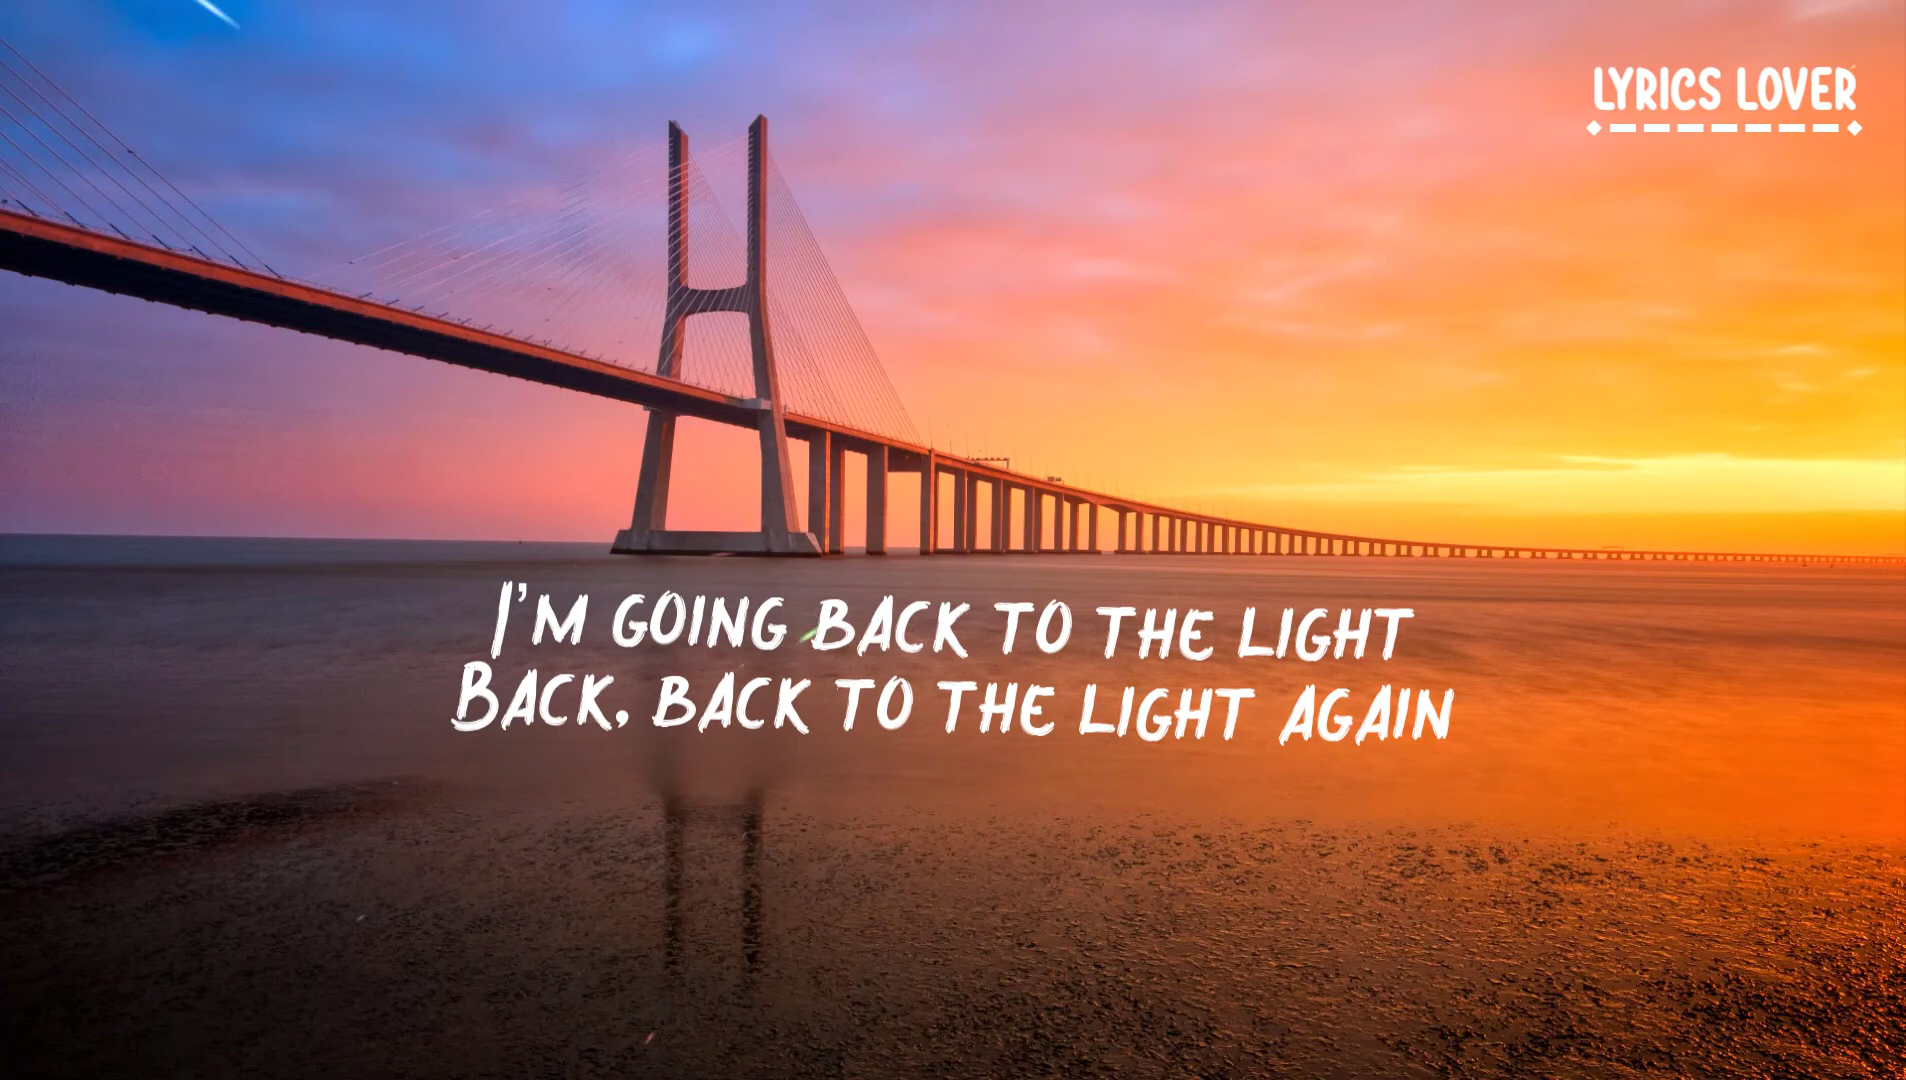 LYRICS LOVER
I'M GOING BACK TO THE LIGHT
BACK, BACK TO THE LIGHT AGAIN